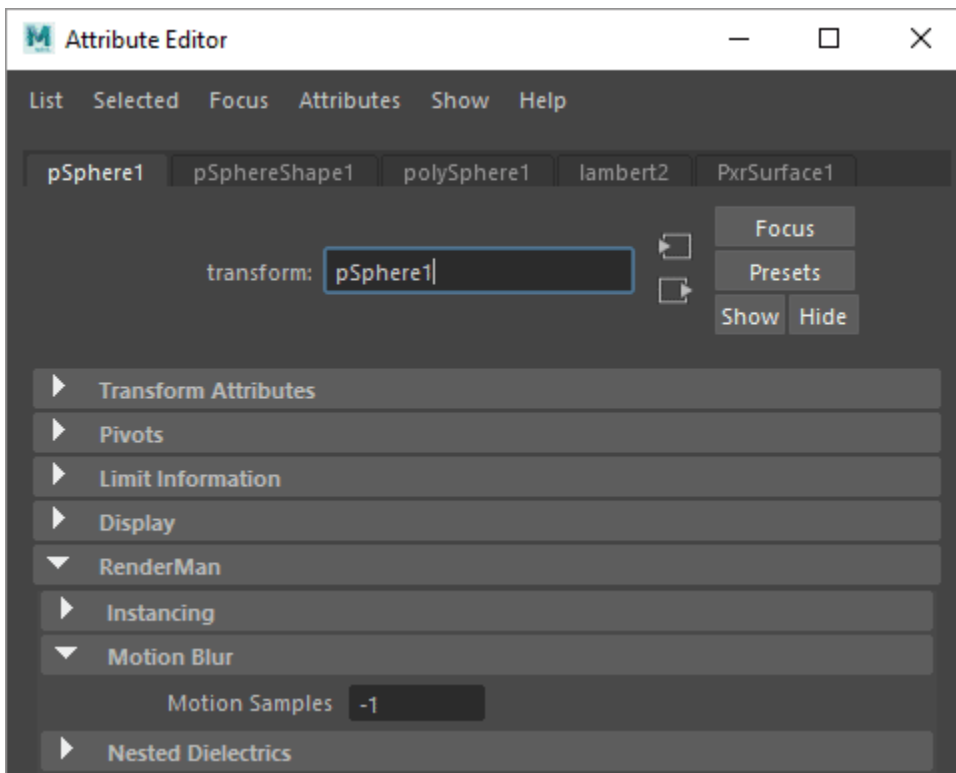 Attribute Editor
List Selected Focus Attributes Show Help
pSphere1 pSphereShape1 polySphere1 lambert2 PxrSurface1
Focus
transform: pSphere1
Presets
Show Hide
Transform Attributes
Pivots
Limit Information
Display
RenderMan
Instancing
Motion Blur
Motion Samples -1
Nested Dielectrics